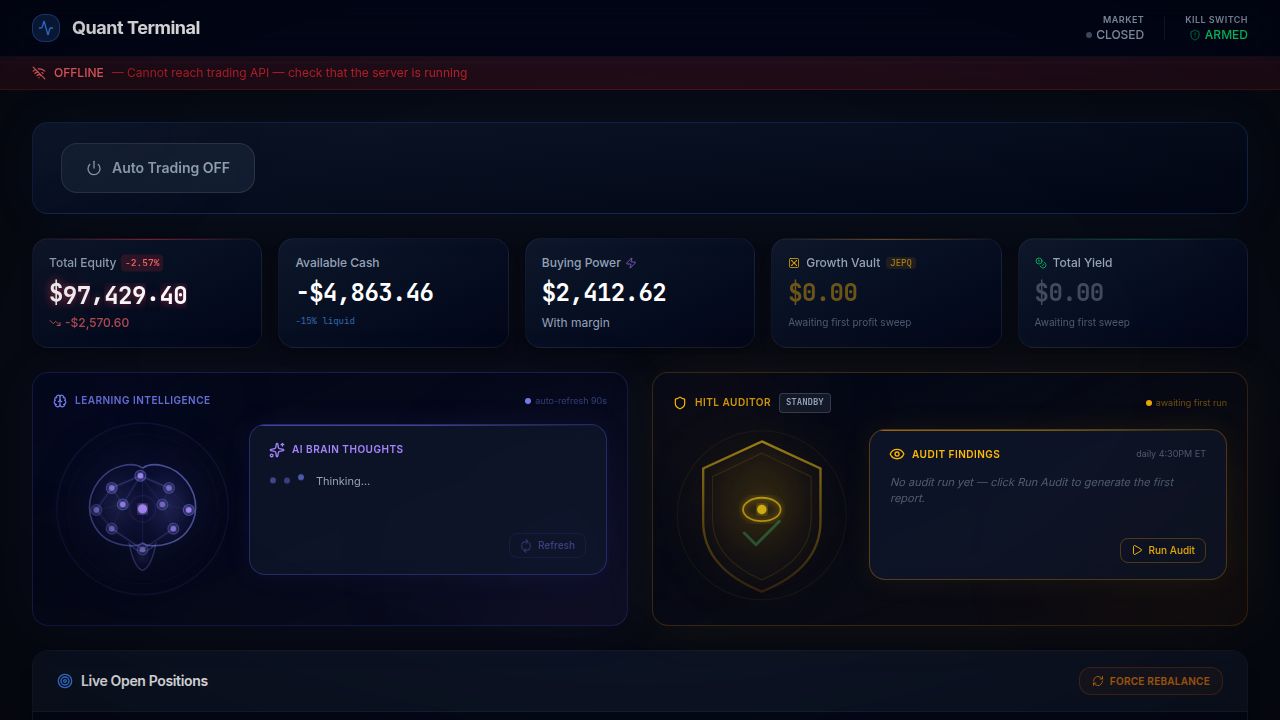 Quant Terminal
MARKET
CLOSED
KILL SWITCH
ARMED
OFFLINE — Cannot reach trading API — check that the server is running
Auto Trading OFF
Total Equity -2.57%
$97,429.40
-$2,570.60
Available Cash
-$4,863.46
-15% liquid
Buying Power
$2,412.62
With margin
Growth Vault JEPQ
$0.00
Awaiting first profit sweep
Total Yield
$0.00
Awaiting first sweep
LEARNING INTELLIGENCE
auto-refresh 90s
AI BRAIN THOUGHTS
Thinking...
Refresh
HITL AUDITOR STANDBY
awaiting first run
AUDIT FINDINGS
daily 4:30PM ET
No audit run yet — click Run Audit to generate the first
report.
Run Audit
Live Open Positions
FORCE REBALANCE